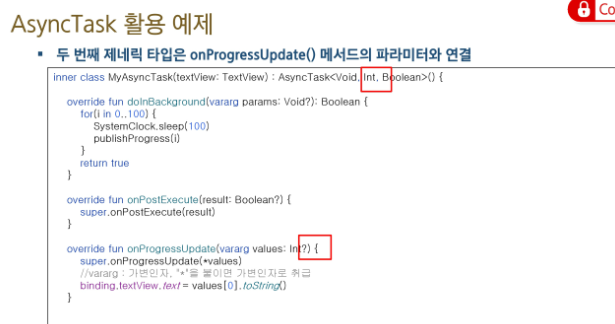 Co
AsyncTask 활용 예제
▪ 두 번째 제네릭 타입은 onProgressUpdate() 메서드의 파라미터와 연결
inner class MyAsyncTask(textView: TextView) : AsyncTask<Void, Int, Boolean>() {
override fun doInBackground(vararg params: Void?): Boolean {
for(i in 0..100) {
SystemClock.sleep(100)
publishProgress(i)
}
return true
}
override fun onPostExecute(result: Boolean?) {
super.onPostExecute(result)
}
override fun onProgressUpdate(vararg values: Int?) {
super.onProgressUpdate(*values)
//vararg : 가변인자, "*"을 붙이면 가변인자로 취급
binding.textView.text = values[0].toString()
}